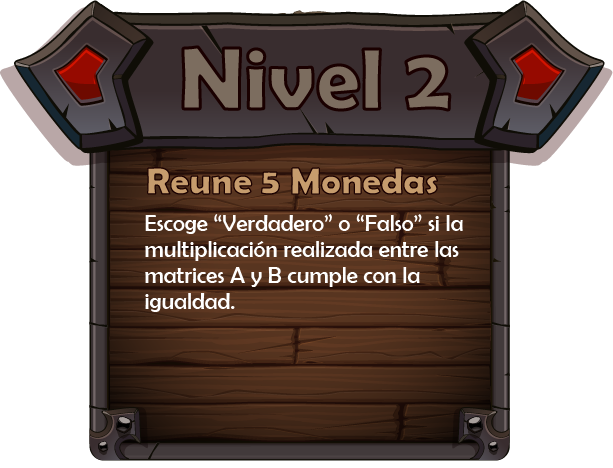 Nivel 2
Reune 5 Monedas
Escoge “Verdadero” o “Falso” si la
multiplicación realizada entre las
matrices A y B cumple con la
igualdad.